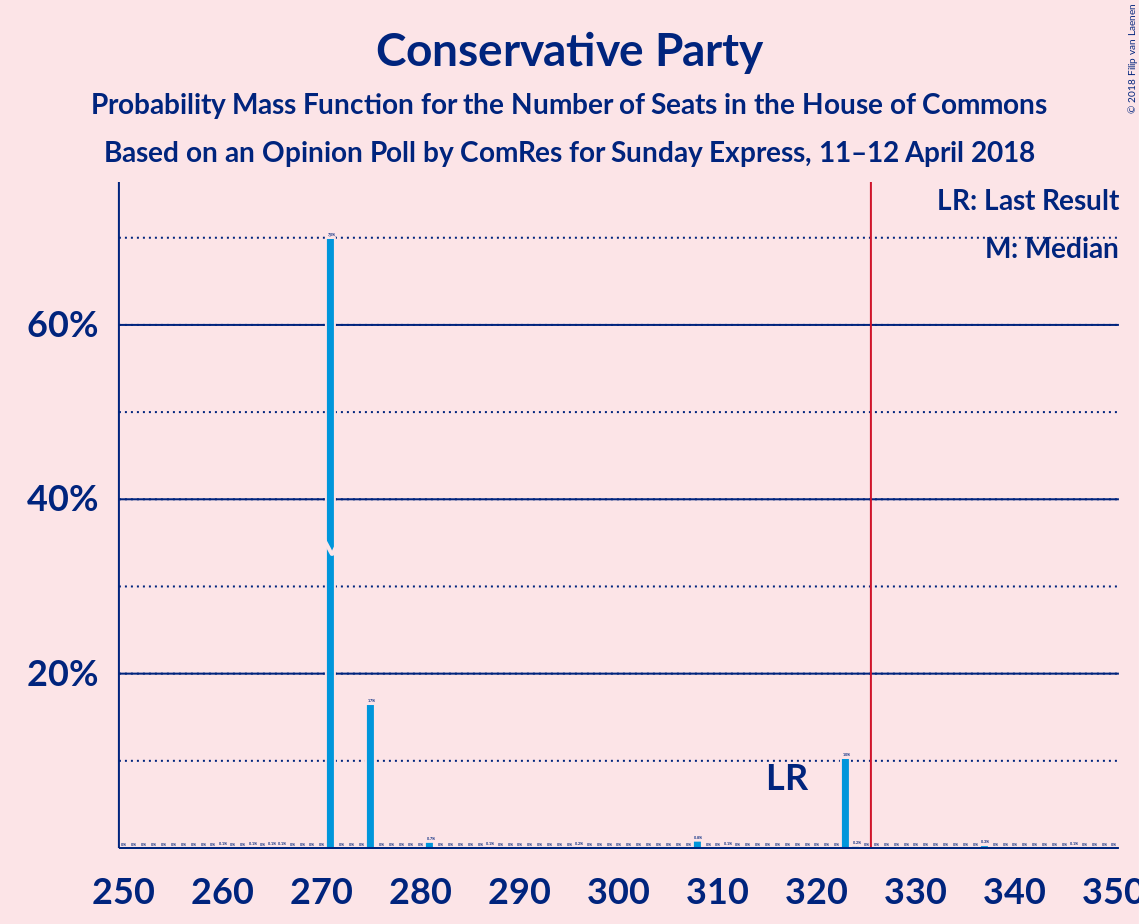 Conservative Party
Probability Mass Function for the Number of Seats in the House of Commons
Based on an Opinion Poll by ComRes for Sunday Express, 11–12 April 2018
© 2018 Filip van Laenen
LR: Last Result
M: Median
60%
40%
20%
M
LR
250 260 270 280 290 300 310 320 330 340 350